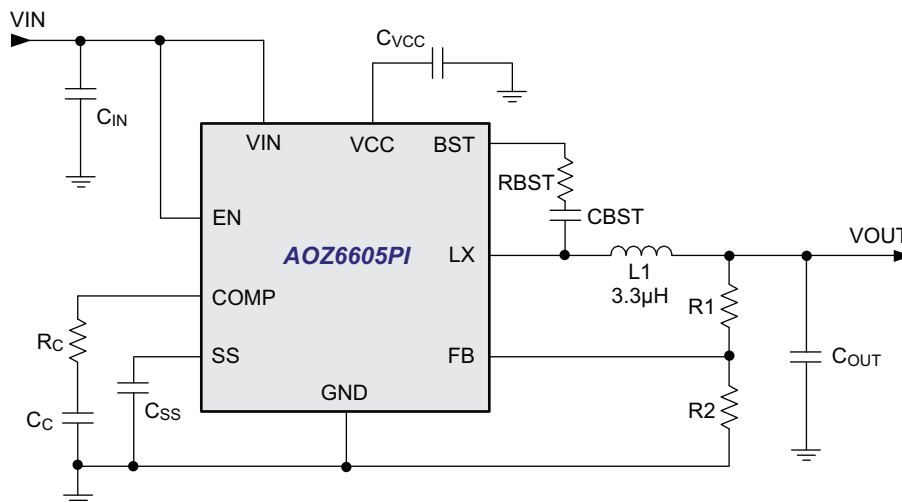 VIN
CVCC
CIN
VIN
VCC
BST
RBST
CBST
EN
AOZ6605PI
LX
VOUT
L1
3.3µH
COMP
R1
RC
SS
FB
COUT
GND
CSS
CC
R2